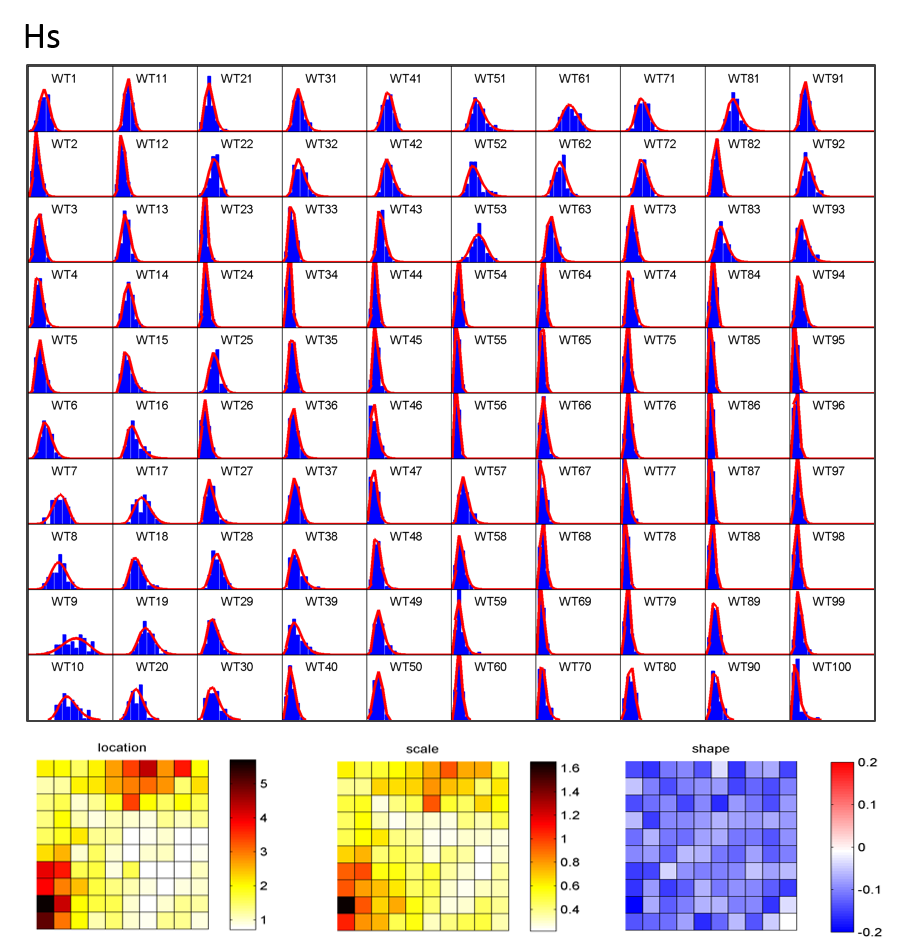 Hs
WT1 WT11 WT21 WT31 WT41 WT51 WT61 WT71 WT81 WT91
WT2 WT12 WT22 WT32 WT42 WT52 WT62 WT72 WT82 WT92
WT3 WT13 WT23 WT33 WT43 WT53 WT63 WT73 WT83 WT93
WT4 WT14 WT24 WT34 WT44 WT54 WT64 WT74 WT84 WT94
WT5 WT15 WT25 WT35 WT45 WT55 WT65 WT75 WT85 WT95
WT6 WT16 WT26 WT36 WT46 WT56 WT66 WT76 WT86 WT96
WT7 WT17 WT27 WT37 WT47 WT57 WT67 WT77 WT87 WT97
WT8 WT18 WT28 WT38 WT48 WT58 WT68 WT78 WT88 WT98
WT9 WT19 WT29 WT39 WT49 WT59 WT69 WT79 WT89 WT99
WT10 WT20 WT30 WT40 WT50 WT60 WT70 WT80 WT90 WT100
location scale shape
5
4
3
2
1
1.6
1.4
1.2
1
0.8
0.6
0.4
0.2
0.1
0
-0.1
-0.2